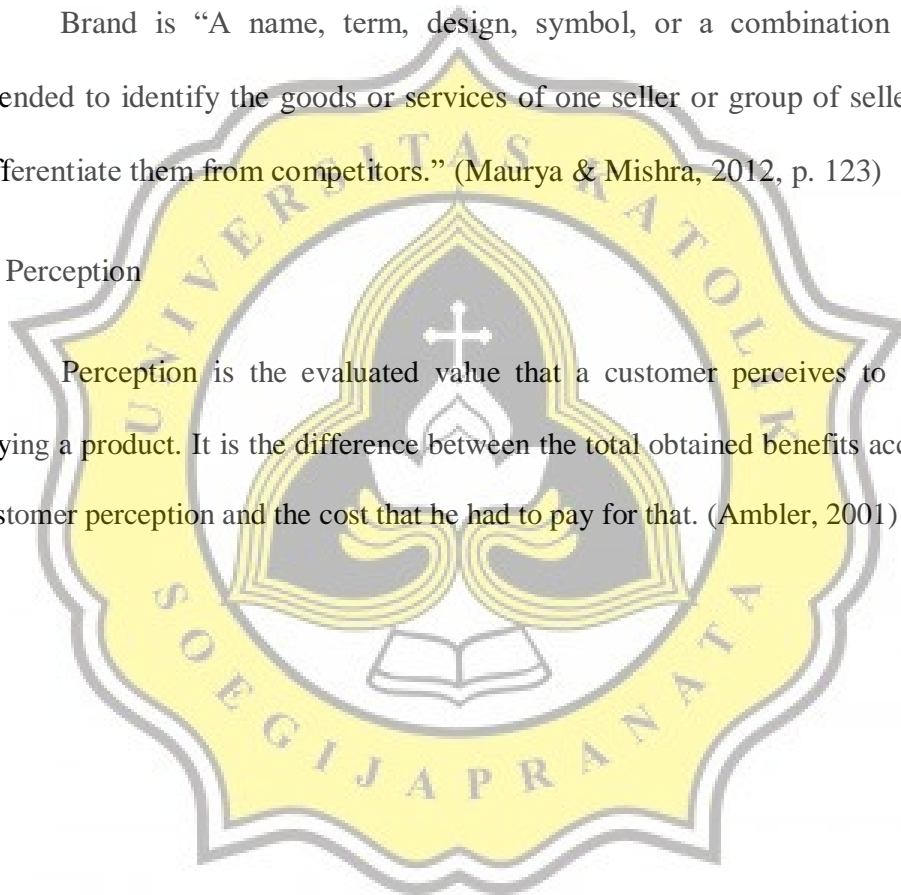 Brand is “A name, term, design, symbol, or a combination
ended to identify the goods or services of one seller or group of selle
fferentiate them from competitors.” (Maurya & Mishra, 2012, p. 123)
Perception
Perception is the evaluated value that a customer perceives to
ying a product. It is the difference between the total obtained benefits acc
stomer perception and the cost that he had to pay for that. (Ambler, 2001)
UNIVERSITAS KATOLIK
SOEGIJAPRANATA